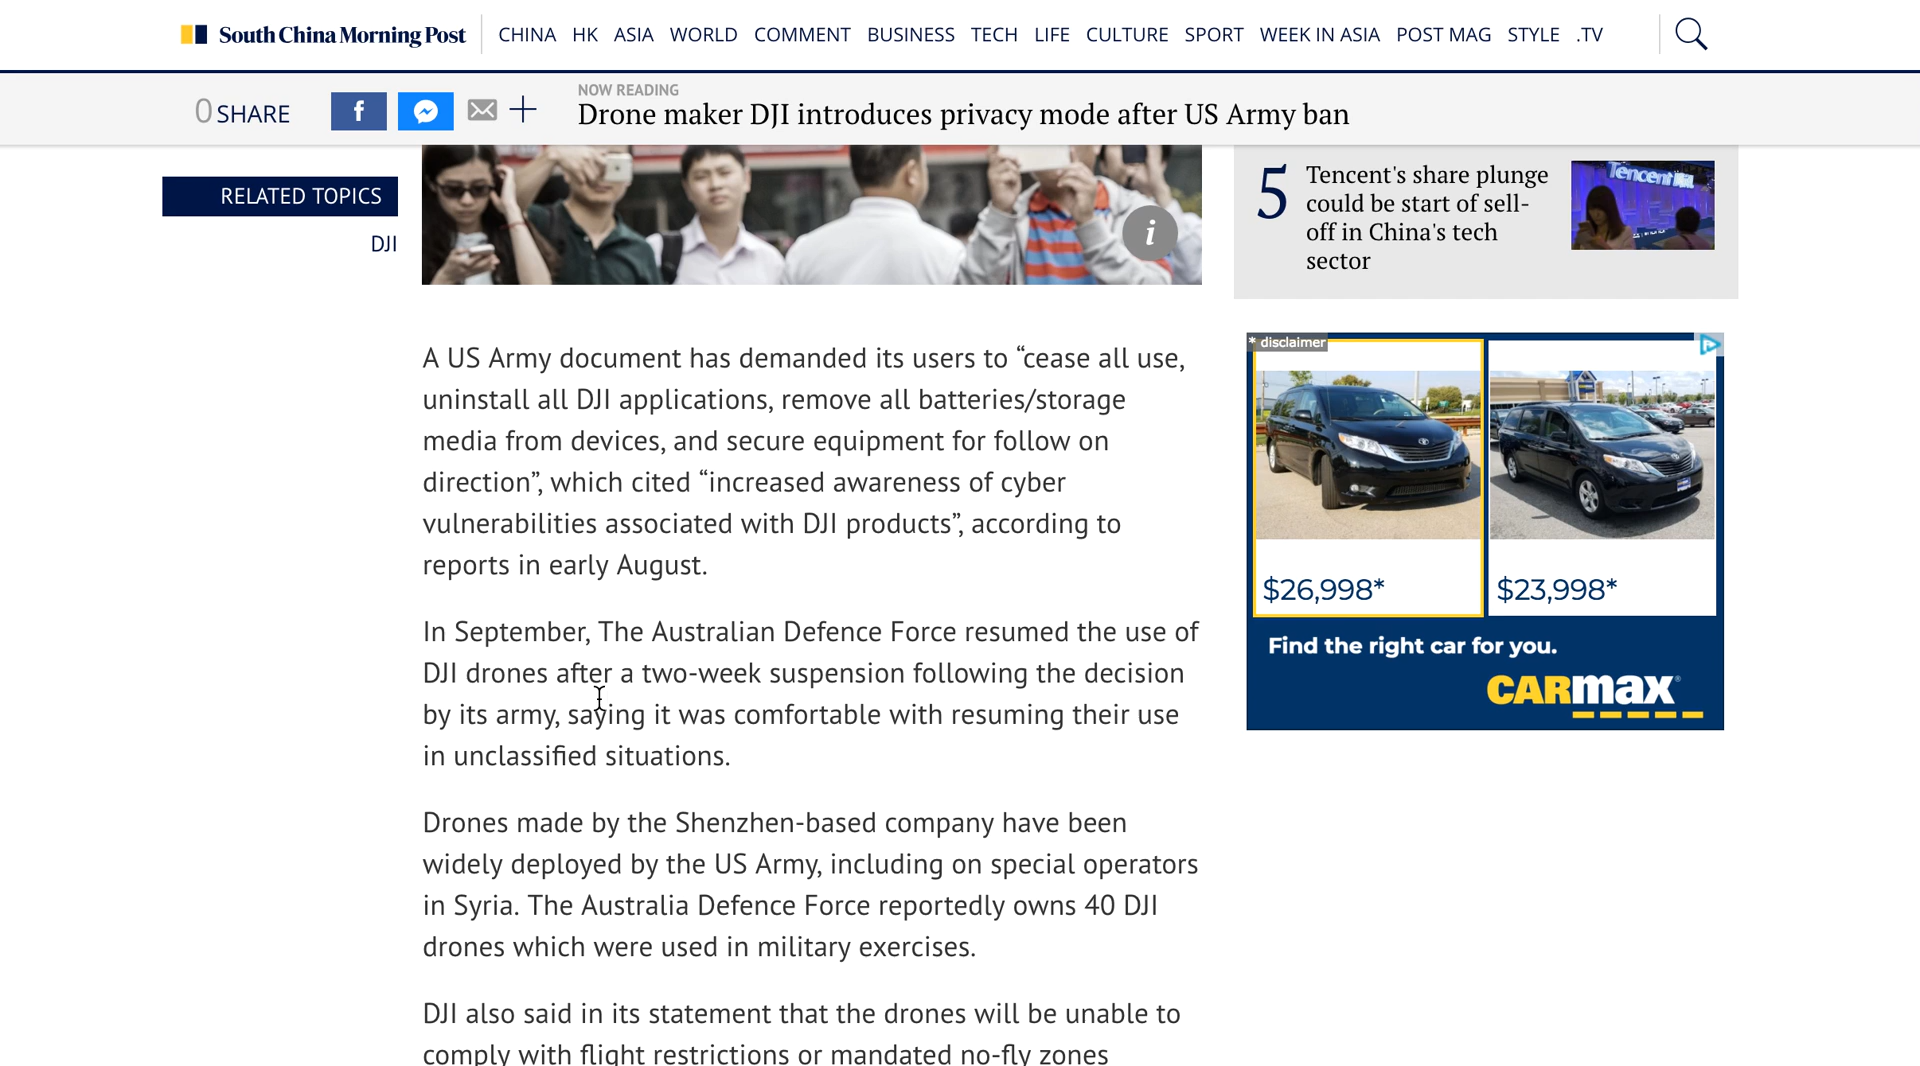 South China Morning Post
CHINA HK ASIA WORLD COMMENT BUSINESS TECH LIFE CULTURE SPORT WEEK IN ASIA POST MAG STYLE .TV
0 SHARE
f
NOW READING
Drone maker DJI introduces privacy mode after US Army ban
RELATED TOPICS
DJI
i
A US Army document has demanded its users to “cease all use,
uninstall all DJI applications, remove all batteries/storage
media from devices, and secure equipment for follow on
direction”, which cited “increased awareness of cyber
vulnerabilities associated with DJI products”, according to
reports in early August.
In September, The Australian Defence Force resumed the use of
DJI drones after a two-week suspension following the decision
by its army, saying it was comfortable with resuming their use
in unclassified situations.
Drones made by the Shenzhen-based company have been
widely deployed by the US Army, including on special operators
in Syria. The Australia Defence Force reportedly owns 40 DJI
drones which were used in military exercises.
DJI also said in its statement that the drones will be unable to
comply with flight restrictions or mandated no-fly zones
5
Tencent's share plunge
could be start of sell-
off in China's tech
sector
Tencent
* disclaimer
$26,998*
$23,998*
Find the right car for you.
CARMAX